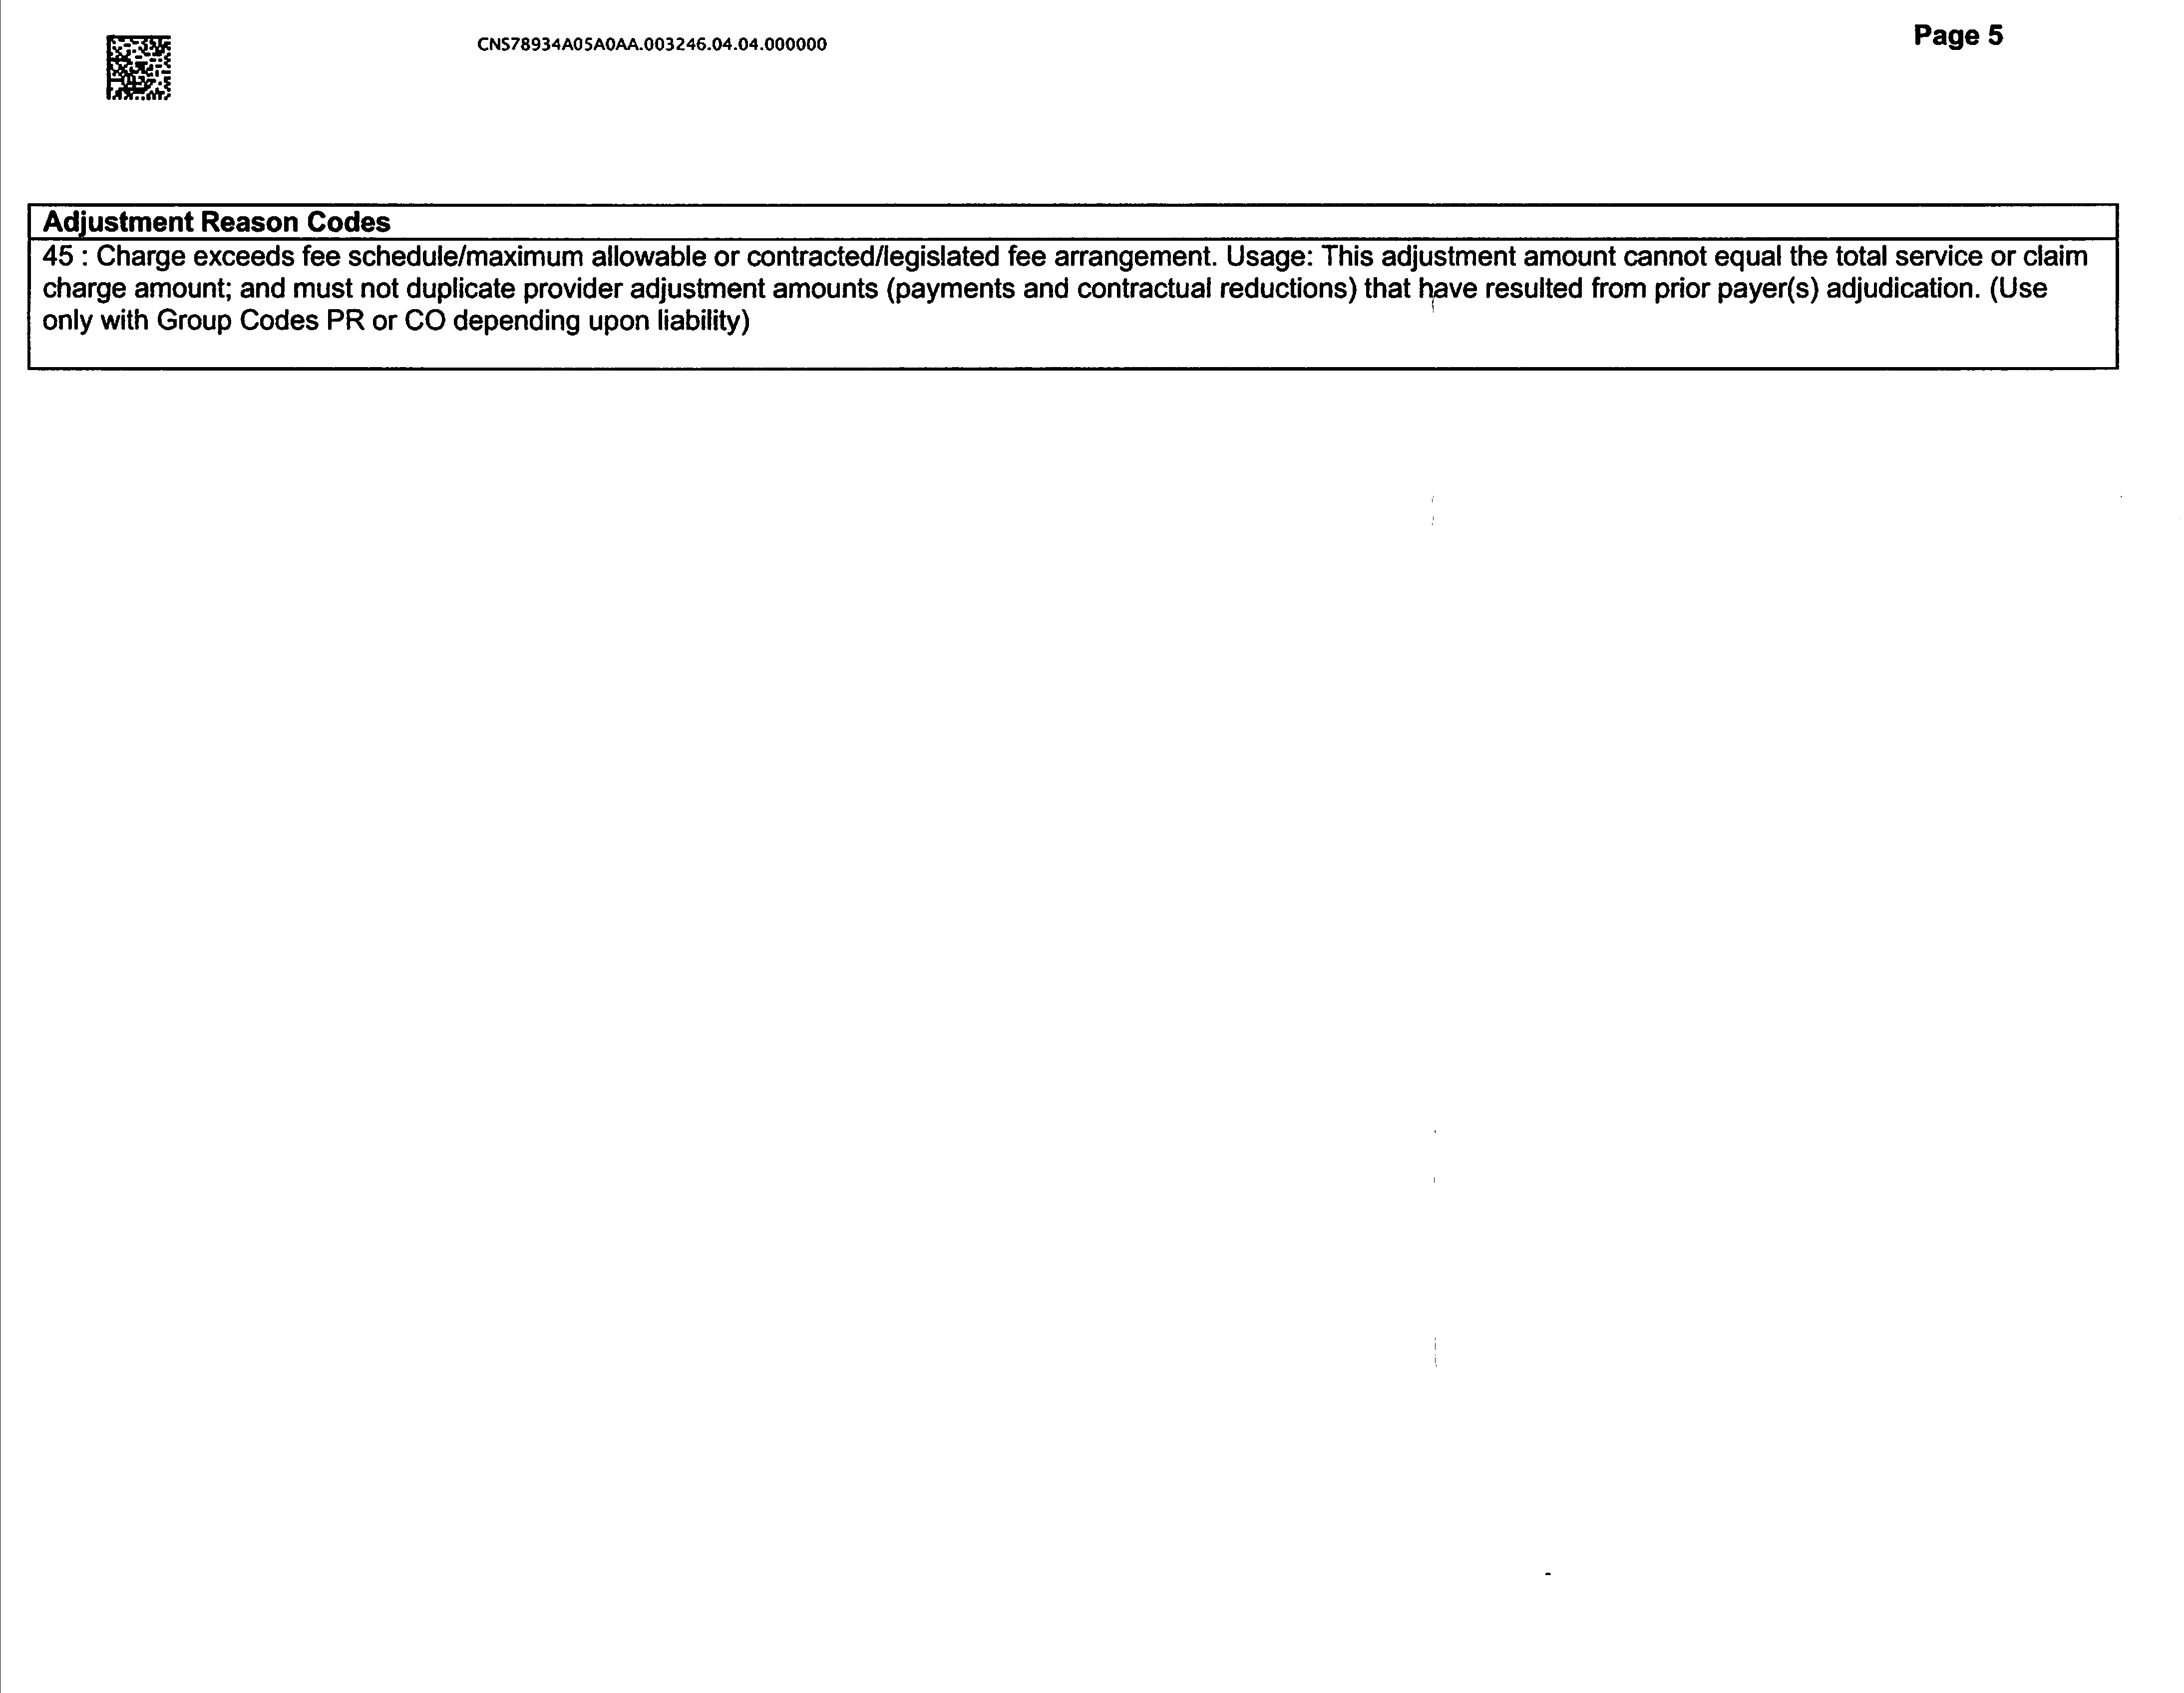 CNS78934A05A0AA.003246.04.04.000000
Page 5
Adjustment Reason Codes
45 : Charge exceeds fee schedule/maximum allowable or contracted/legislated fee arrangement. Usage: This adjustment amount cannot equal the total service or claim
charge amount; and must not duplicate provider adjustment amounts (payments and contractual reductions) that have resulted from prior payer(s) adjudication. (Use
only with Group Codes PR or CO depending upon liability)